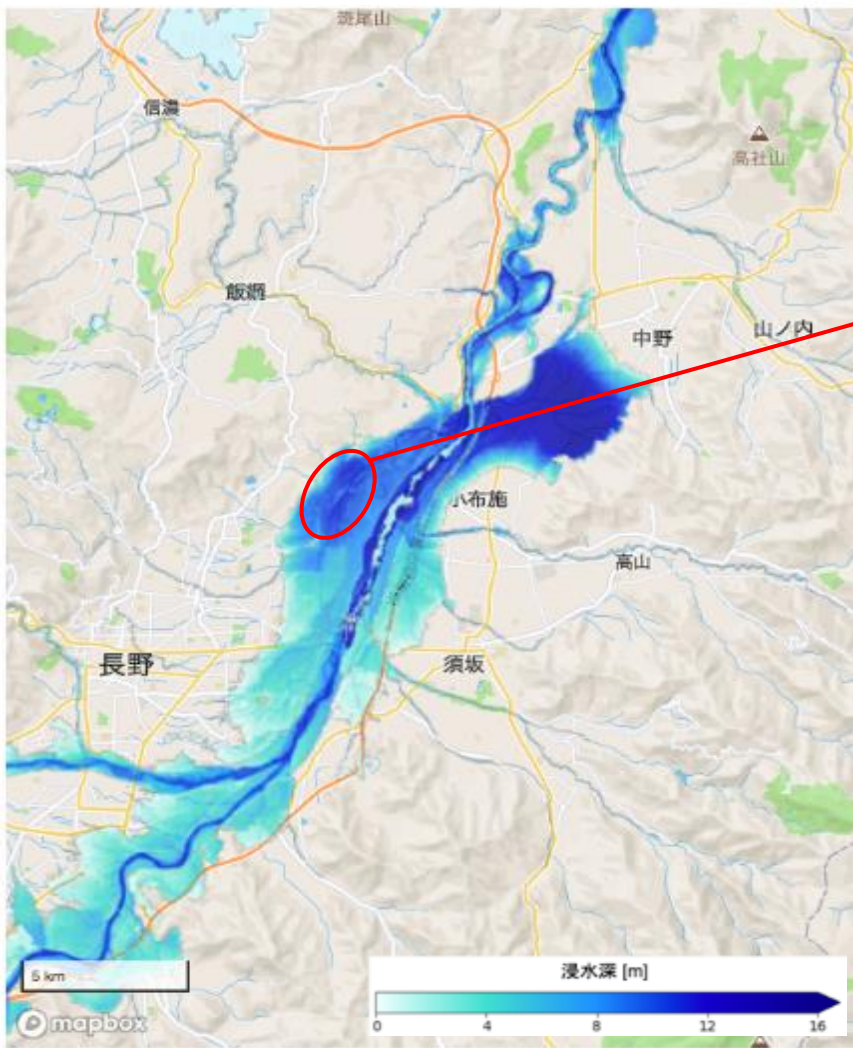 斑尾山
信濃
高社山
飯綱
中野
山ノ内
小布施
高山
長野
須坂
5 km
浸水深 [m]
0 4 8 12 16
mapbox